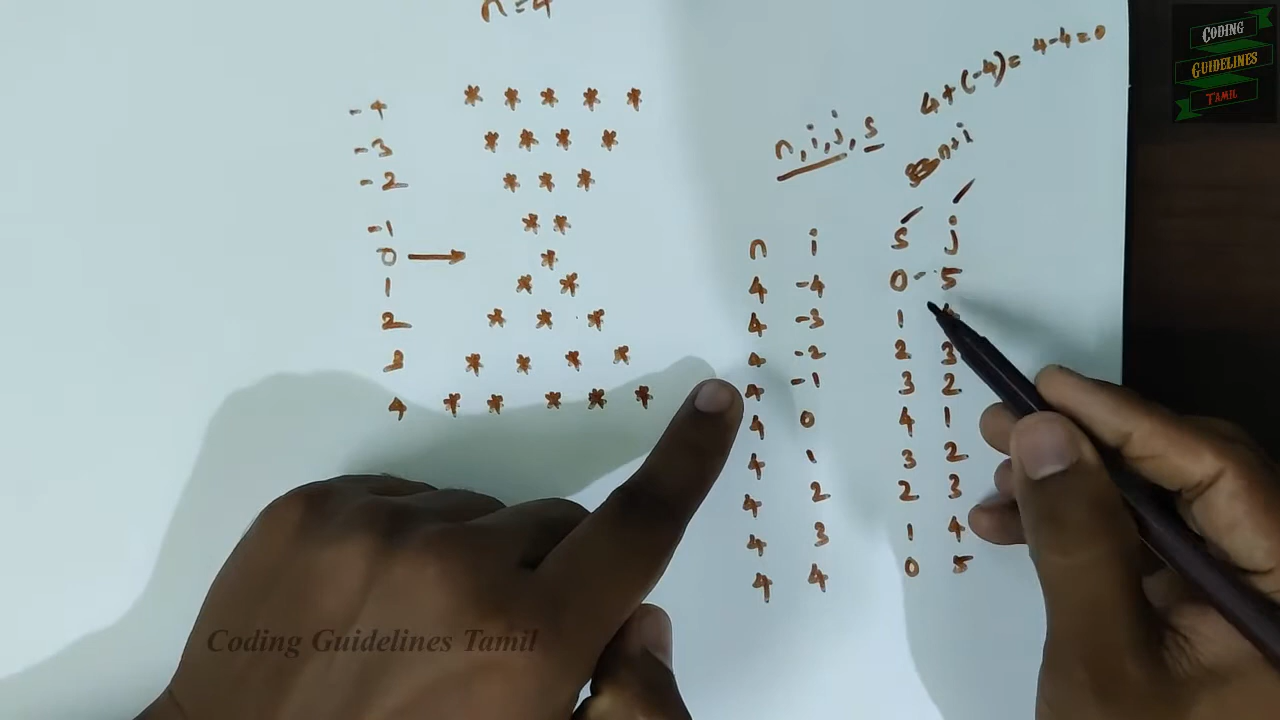 n=4
-4 * * * * *
-3 * * * *
-2 * * *
-1 * *
0 → *
1 * *
2 * * *
3 * * * *
4 * * * * *
4+(-4)= 4-4=0
n,i,j,s
n+i
n i s j
4 -4 0 - 5
4 -3 1
4 -2 2 3
4 -1 3 2
4 0 4 1
4 1 3 2
4 2 2 3
4 3 1 4
4 4 0 5
CODING
GUIDELINES
TAMIL
Coding Guidelines Tamil